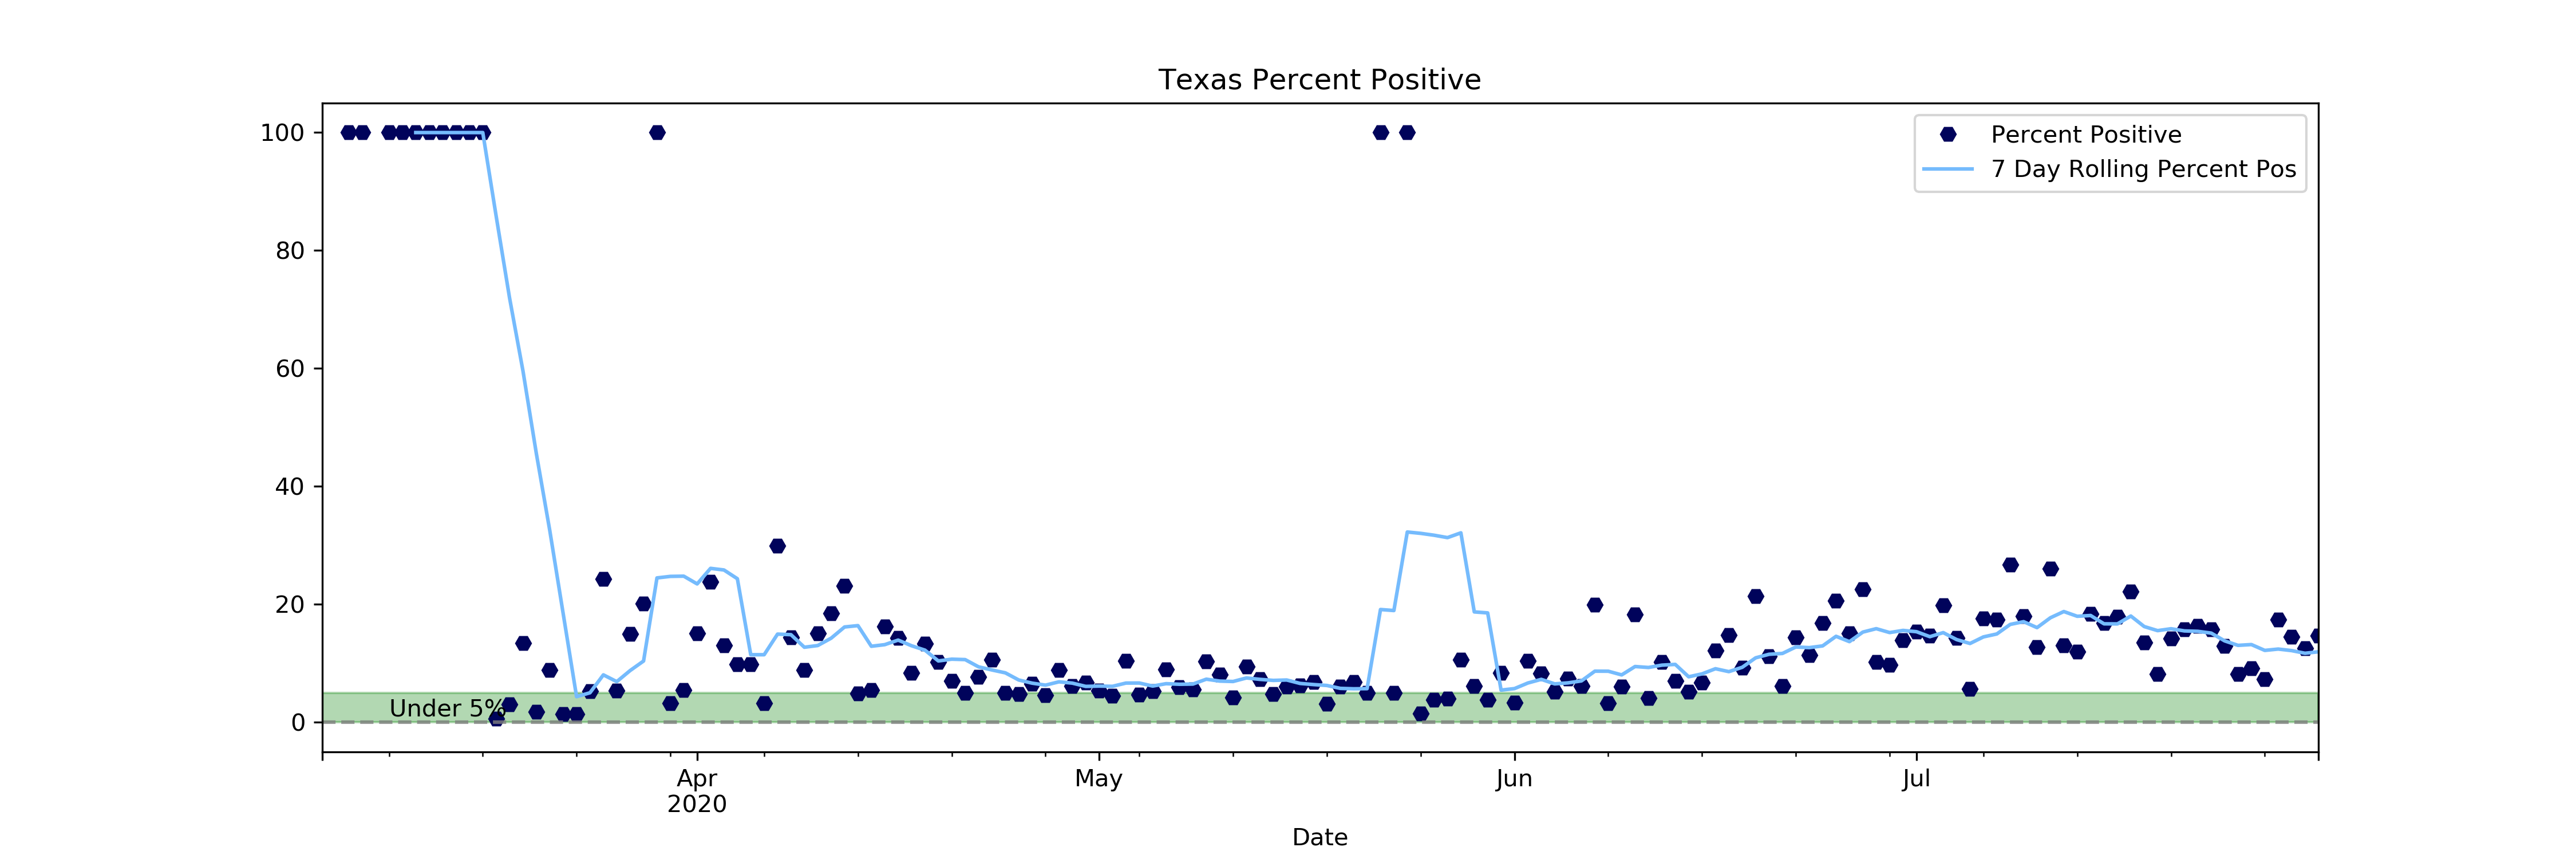 Texas Percent Positive
100
80
60
40
20
0
Percent Positive
7 Day Rolling Percent Pos
Under 5%
Apr
2020
May
Jun
Jul
Date